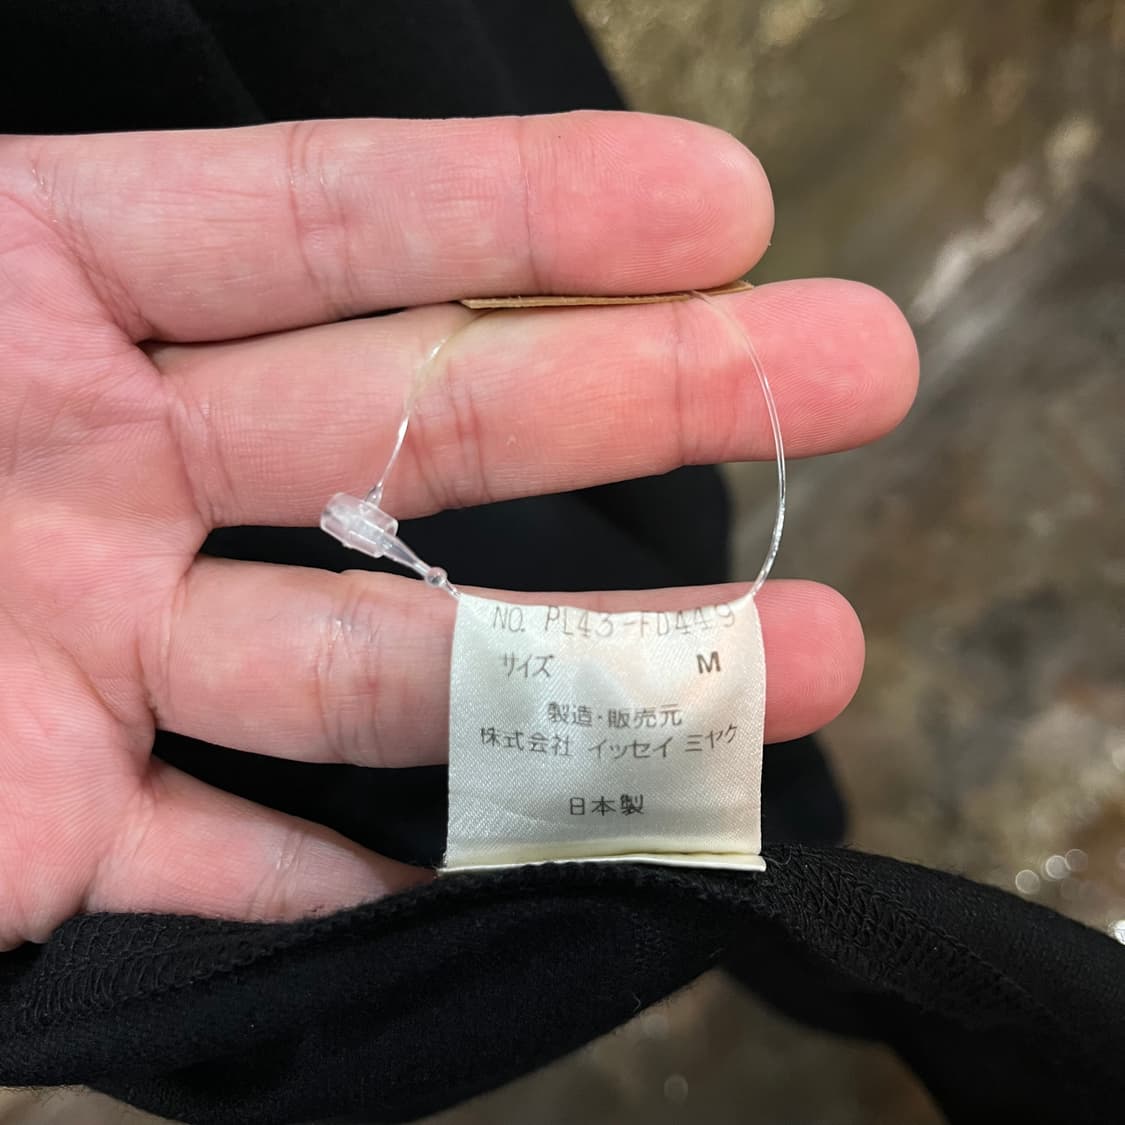 NO. PL43-FD449
サイズ M
製造・販売元
株式会社 イッセイ ミヤケ
日本製